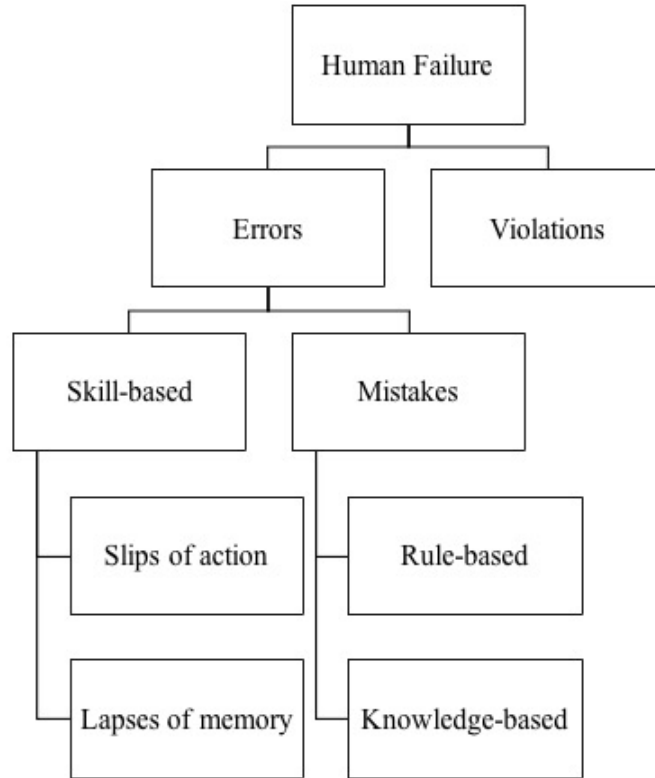 Human Failure
Errors
Violations
Skill-based
Mistakes
Slips of action
Rule-based
Lapses of memory
Knowledge-based